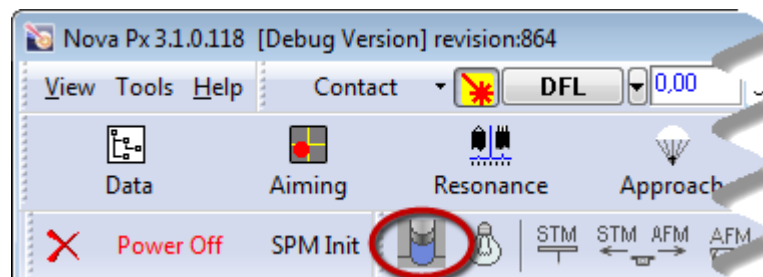 Nova Px 3.1.0.118 [Debug Version] revision:864
View Tools Help Contact DFL 0,00
Data Aiming Resonance Approach
Power Off SPM Init STM STM AFM AFM